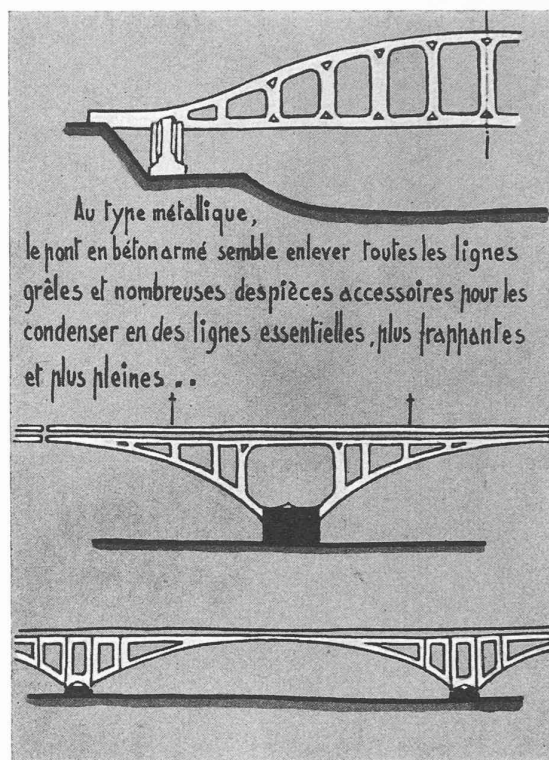 Au type métallique,
le pont en béton armé semble enlever toutes les lignes
grêles et nombreuses des pièces accessoires pour les
condenser en des lignes essentielles, plus frappantes
et plus pleines ..